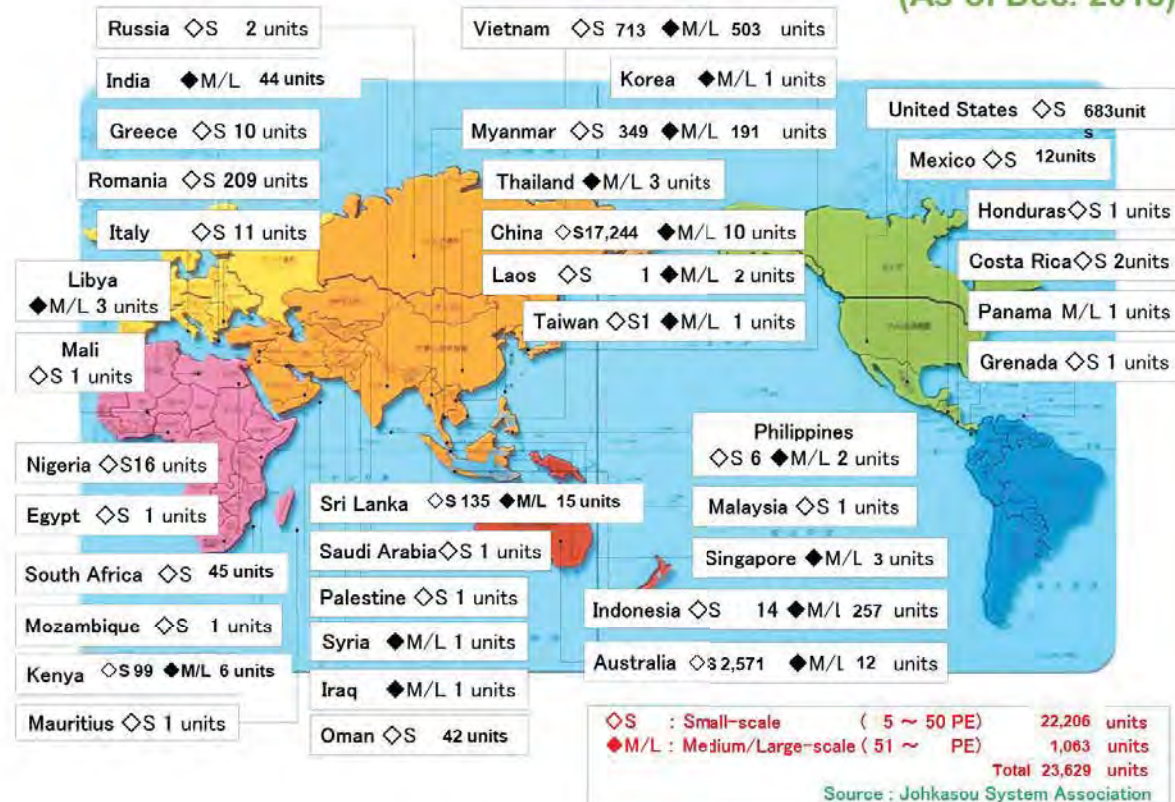 (As of Dec. 2018)
Russia ◇S 2 units
Vietnam ◇S 713 ◆M/L 503 units
India ◆M/L 44 units
Korea ◆M/L 1 units
United States ◇S 683unit
s
Greece ◇S 10 units
Myanmar ◇S 349 ◆M/L 191 units
Mexico ◇S 12units
Romania ◇S 209 units
Thailand ◆M/L 3 units
Honduras◇S 1 units
Italy ◇S 11 units
China ◇S17,244 ◆M/L 10 units
Costa Rica◇S 2units
Libya
◆M/L 3 units
Laos ◇S 1 ◆M/L 2 units
Panama M/L 1 units
Taiwan ◇S1 ◆M/L 1 units
Mali
◇S 1 units
Grenada ◇S 1 units
Philippines
◇S 6 ◆M/L 2 units
Nigeria ◇S16 units
Sri Lanka ◇S 135 ◆M/L 15 units
Malaysia ◇S 1 units
Egypt ◇S 1 units
Saudi Arabia◇S 1 units
Singapore ◆M/L 3 units
South Africa ◇S 45 units
Palestine ◇S 1 units
Indonesia ◇S 14 ◆M/L 257 units
Mozambique ◇S 1 units
Syria ◆M/L 1 units
Australia ◇S 2,571 ◆M/L 12 units
Kenya ◇S 99 ◆M/L 6 units
Iraq ◆M/L 1 units
Mauritius ◇S 1 units
Oman ◇S 42 units
◇S : Small-scale ( 5 ～ 50 PE) 22,206 units
◆M/L : Medium/Large-scale ( 51 ～ PE) 1,063 units
Total 23,629 units
Source : Johkasou System Association